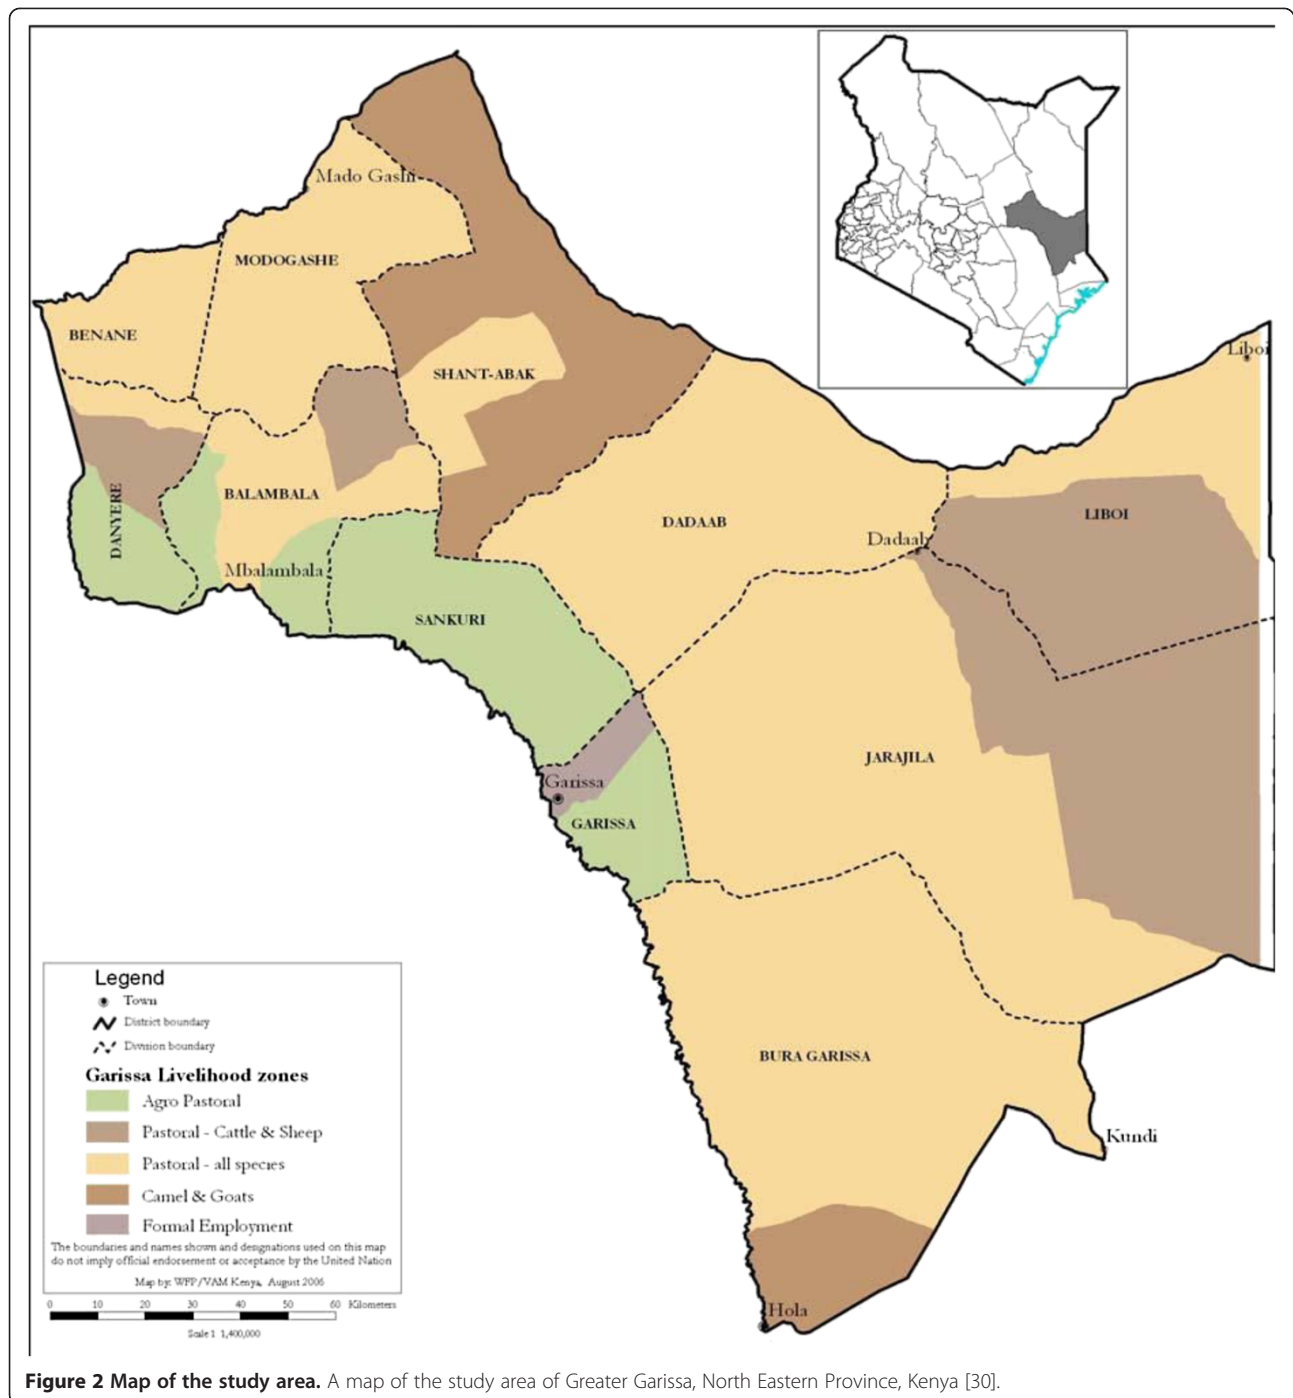 Mado Gashi
MODOGASHE
BENANE
SHANT-ABAK
Liboi
DANYERE
BALAMBALA
DADAAB
LIBOI
Dadaab
Mbalambala
SANKURI
JARAJILA
Garissa
GARISSA
BURA GARISSA
Kundi
Hola
Legend
Town
District boundary
Division boundary
Garissa Livelihood zones
Agro Pastoral
Pastoral - Cattle & Sheep
Pastoral - all species
Camel & Goats
Formal Employment
The boundaries and names shown and designations used on this map
do not imply official endorsement or acceptance by the United Nation
Map by: WFP/VAM Kenya, August 2006
0 10 20 30 40 50 60 Kilometers
Scale 1 1,400,000
Figure 2 Map of the study area. A map of the study area of Greater Garissa, North Eastern Province, Kenya [30].